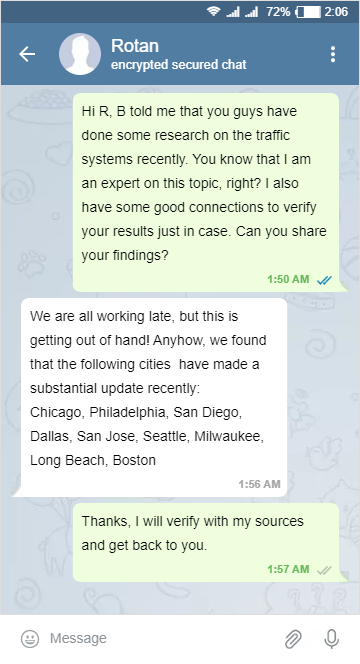 72% 2:06
Rotan
encrypted secured chat
Hi R, B told me that you guys have
done some research on the traffic
systems recently. You know that I am
an expert on this topic, right? I also
have some good connections to verify
your results just in case. Can you share
your findings?
1:50 AM
We are all working late, but this is
getting out of hand! Anyhow, we found
that the following cities  have made a
substantial update recently:
Chicago, Philadelphia, San Diego,
Dallas, San Jose, Seattle, Milwaukee,
Long Beach, Boston
1:56 AM
Thanks, I will verify with my sources
and get back to you.
1:57 AM
Message